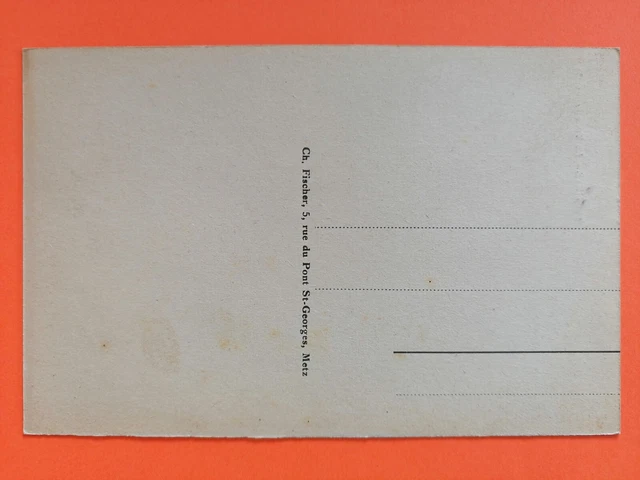 Ch. Fischer, 5, rue du Pont St-Georges, Metz